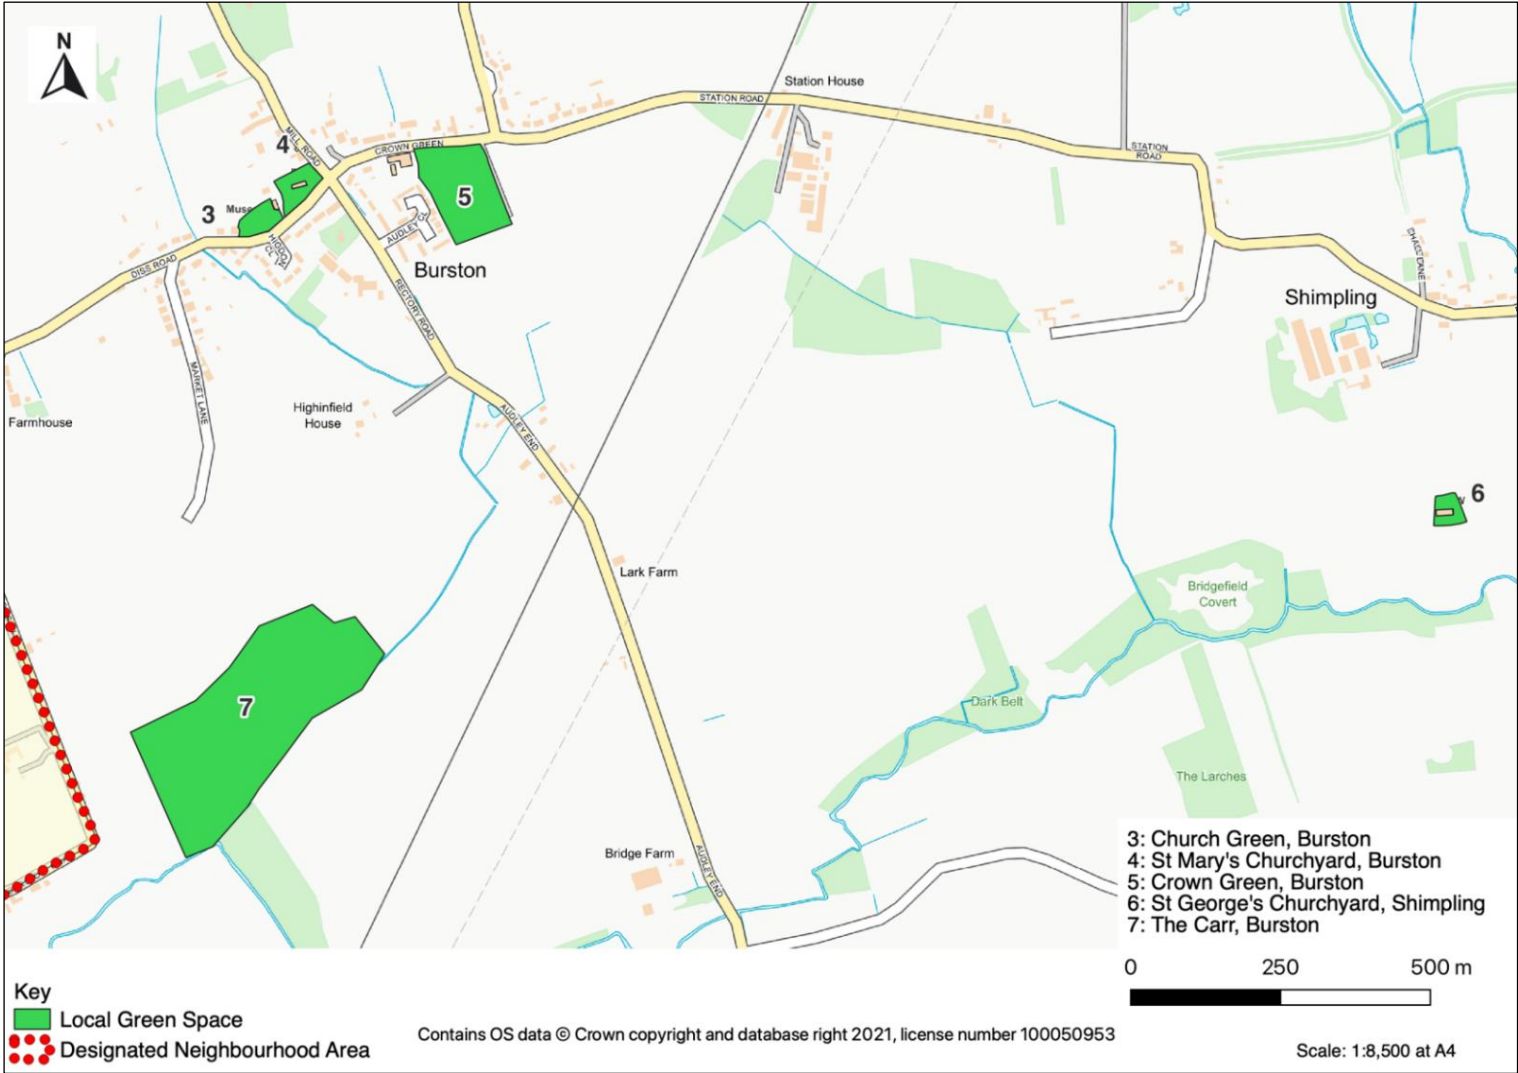 N
Station House
STATION ROAD
MILL ROAD
4
CROWN GREEN
STATION
ROAD
5
3
Muse
AUDLEY CL
HIGDON
CL
DISS ROAD
Burston
RECTORY ROAD
Shimpling
MARKET LANE
Farmhouse
Highinfield
House
AUDLEY END
6
Lark Farm
Bridgefield
Covert
7
Dark Belt
The Larches
Bridge Farm
AUDLEY END
3: Church Green, Burston
4: St Mary's Churchyard, Burston
5: Crown Green, Burston
6: St George's Churchyard, Shimpling
7: The Carr, Burston
0 250 500 m
Key
Local Green Space
Designated Neighbourhood Area
Contains OS data © Crown copyright and database right 2021, license number 100050953
Scale: 1:8,500 at A4